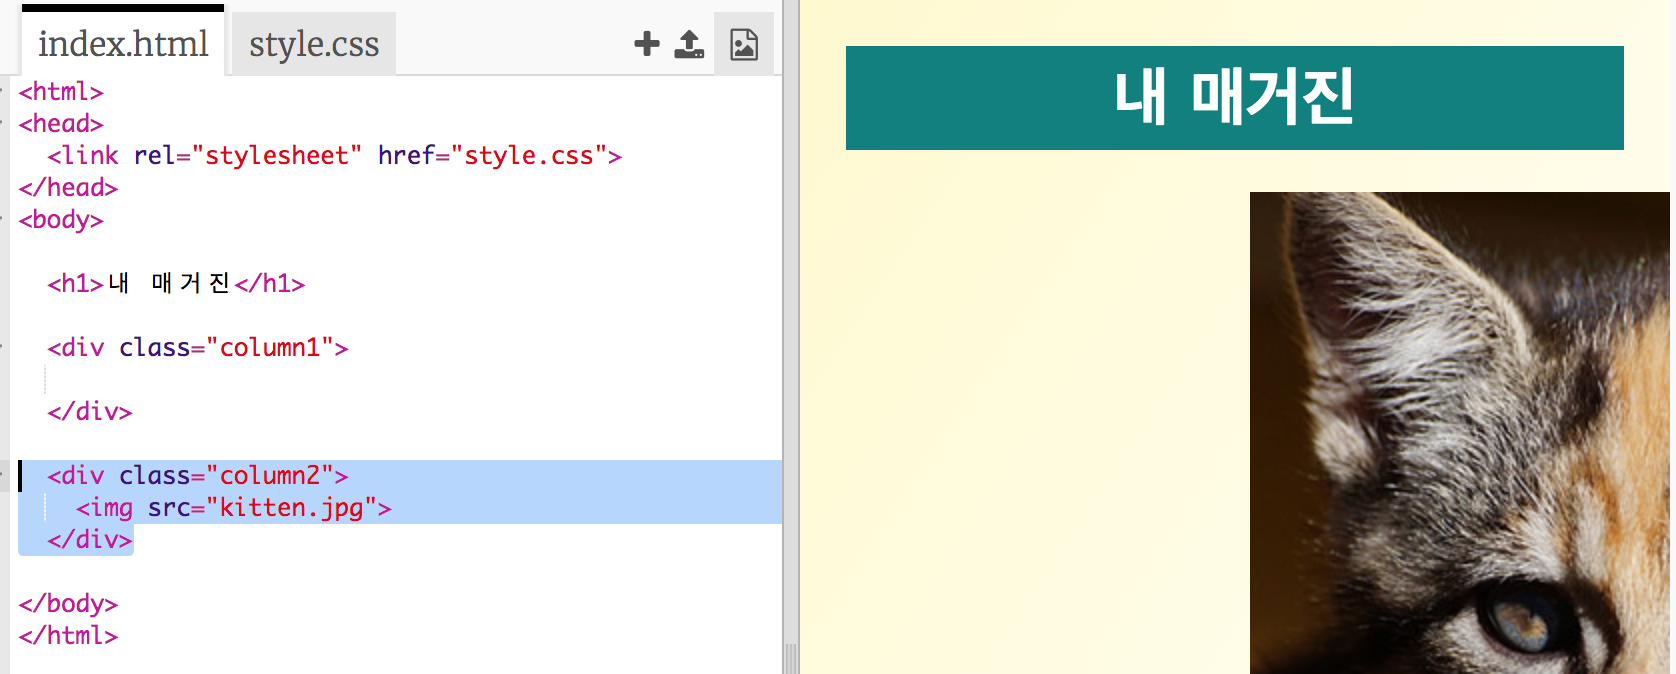 index.html style.css
<html>
<head>
<link rel="stylesheet" href="style.css">
</head>
<body>
<h1>내 매거진</h1>
<div class="column1">
</div>
<div class="column2">
<img src="kitten.jpg">
</div>
</body>
</html>
내 매거진